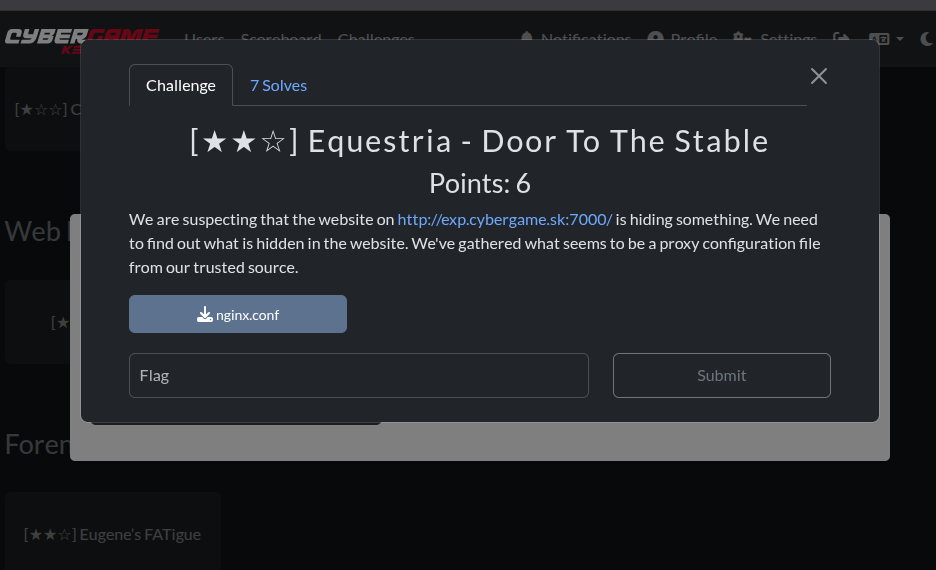 CYBERGAME
Users Scoreboard Challenges Notifications Profile Settings
Challenge 7 Solves
[★☆☆] C
[★★☆] Equestria - Door To The Stable
Points: 6
We are suspecting that the website on http://exp.cybergame.sk:7000/ is hiding something. We need
to find out what is hidden in the website. We've gathered what seems to be a proxy configuration file
from our trusted source.
Web
nginx.conf
[★
Flag Submit
Foren
[★★☆] Eugene's FATigue